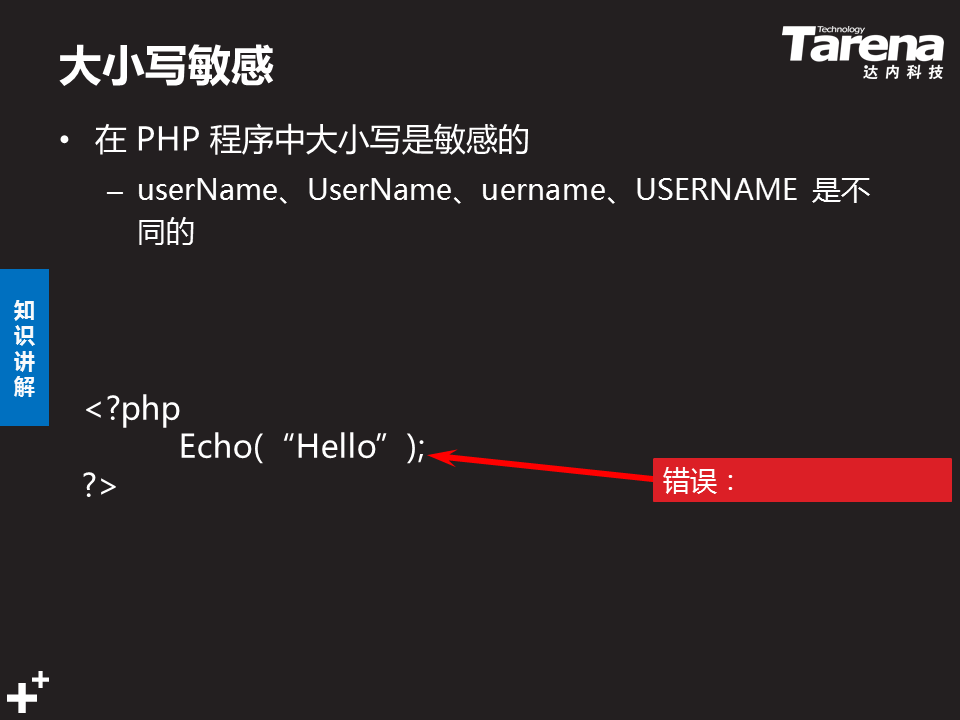 大小写敏感
Technology
Tarena
达内科技
• 在 PHP 程序中大小写是敏感的
– userName、UserName、uername、USERNAME 是不
同的
知
识
讲
解
<?php
Echo(“Hello”);
?>
错误：